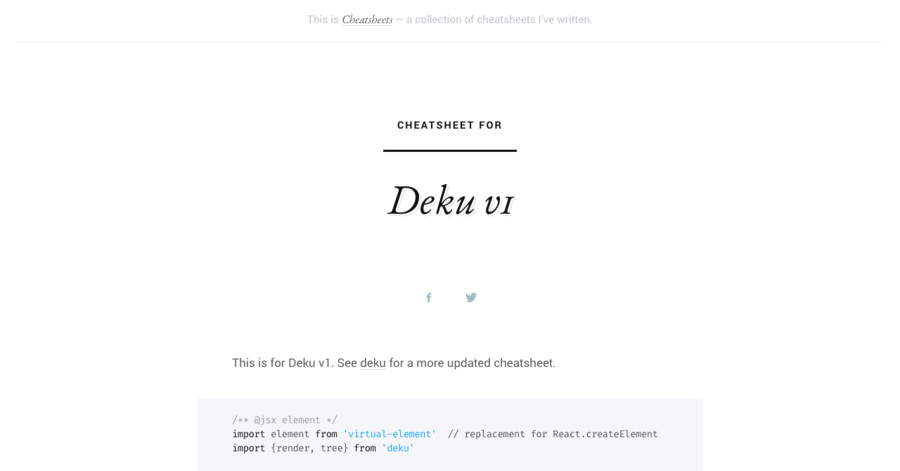 This is Cheatsheets — a collection of cheatsheets I've written.
CHEATSHEET FOR
Deku v1
This is for Deku v1. See deku for a more updated cheatsheet.
/** @jsx element */
import element from 'virtual-element'  // replacement for React.createElement
import {render, tree} from 'deku'